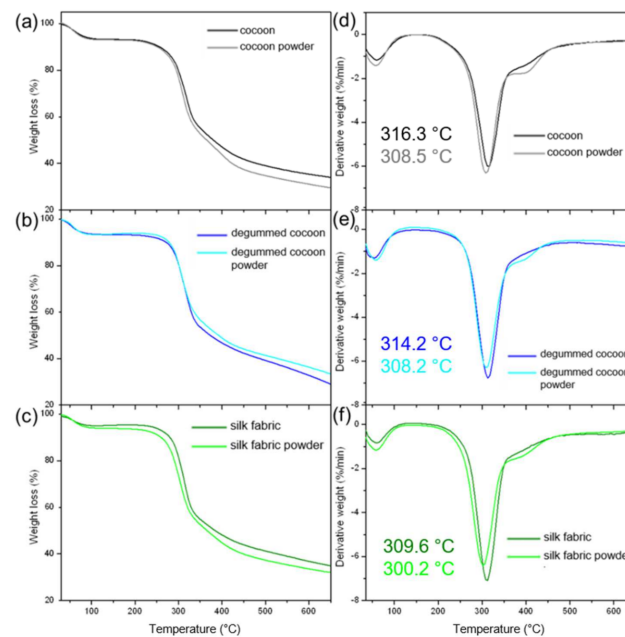 (a)
100
80
60
40
20
Weight loss (%)
cocoon
cocoon powder
(d)
0
-2
-4
-6
-8
Derivative weight (%/min)
316.3 °C
308.5 °C
cocoon
cocoon powder
(b)
100
80
60
40
20
Weight loss (%)
degummed cocoon
degummed cocoon
powder
(e)
0
-2
-4
-6
-8
Derivative weight (%/min)
314.2 °C
308.2 °C
degummed cocoon
degummed cocoon
powder
(c)
100
80
60
40
20
Weight loss (%)
silk fabric
silk fabric powder
100 200 300 400 500 600
Temperature (°C)
(f)
0
-2
-4
-6
-8
Derivative weight (%/min)
309.6 °C
300.2 °C
silk fabric
silk fabric powder
100 200 300 400 500 600
Temperature (°C)